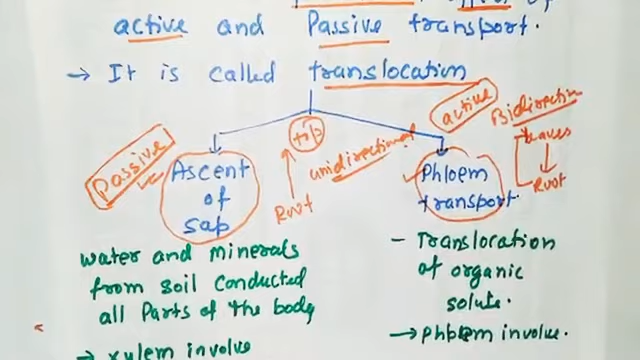 active and Passive transport.
→ It is called translocation
Passive
Ascent
of
sap
top
Root
unidirectional
active
Bidirection
leaves
Root
Phloem
transport
water and minerals
from soil conducted
all Parts of the body
→ xylem involve
- Translocation
of organic
solute.
→ Phloem involve.